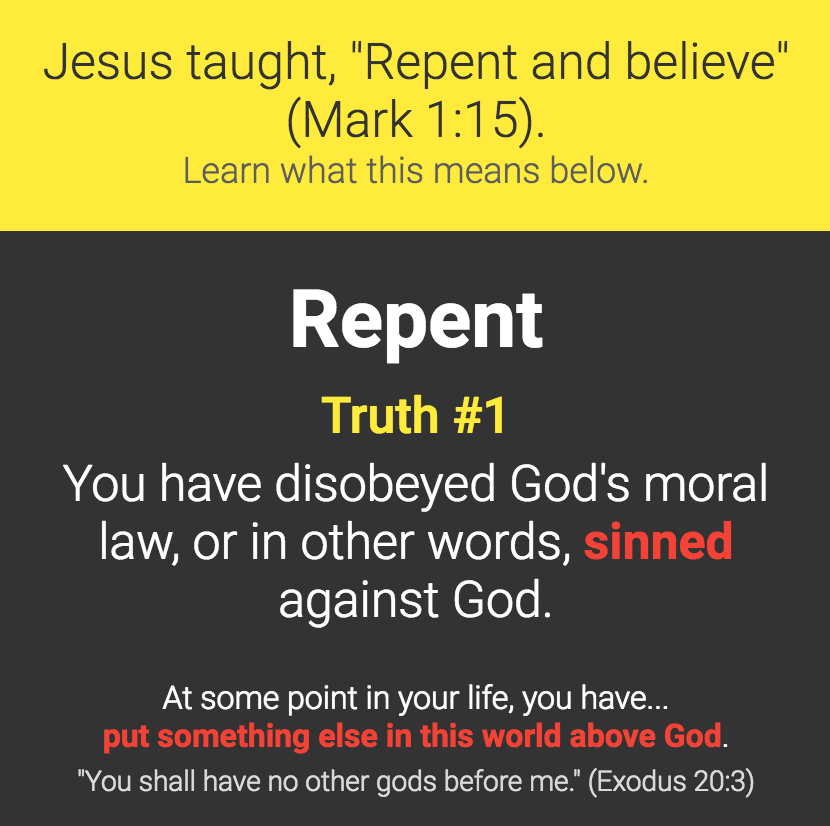 Jesus taught, "Repent and believe"
(Mark 1:15).
Learn what this means below.
Repent
Truth #1
You have disobeyed God's moral
law, or in other words, sinned
against God.
At some point in your life, you have...
put something else in this world above God.
"You shall have no other gods before me." (Exodus 20:3)